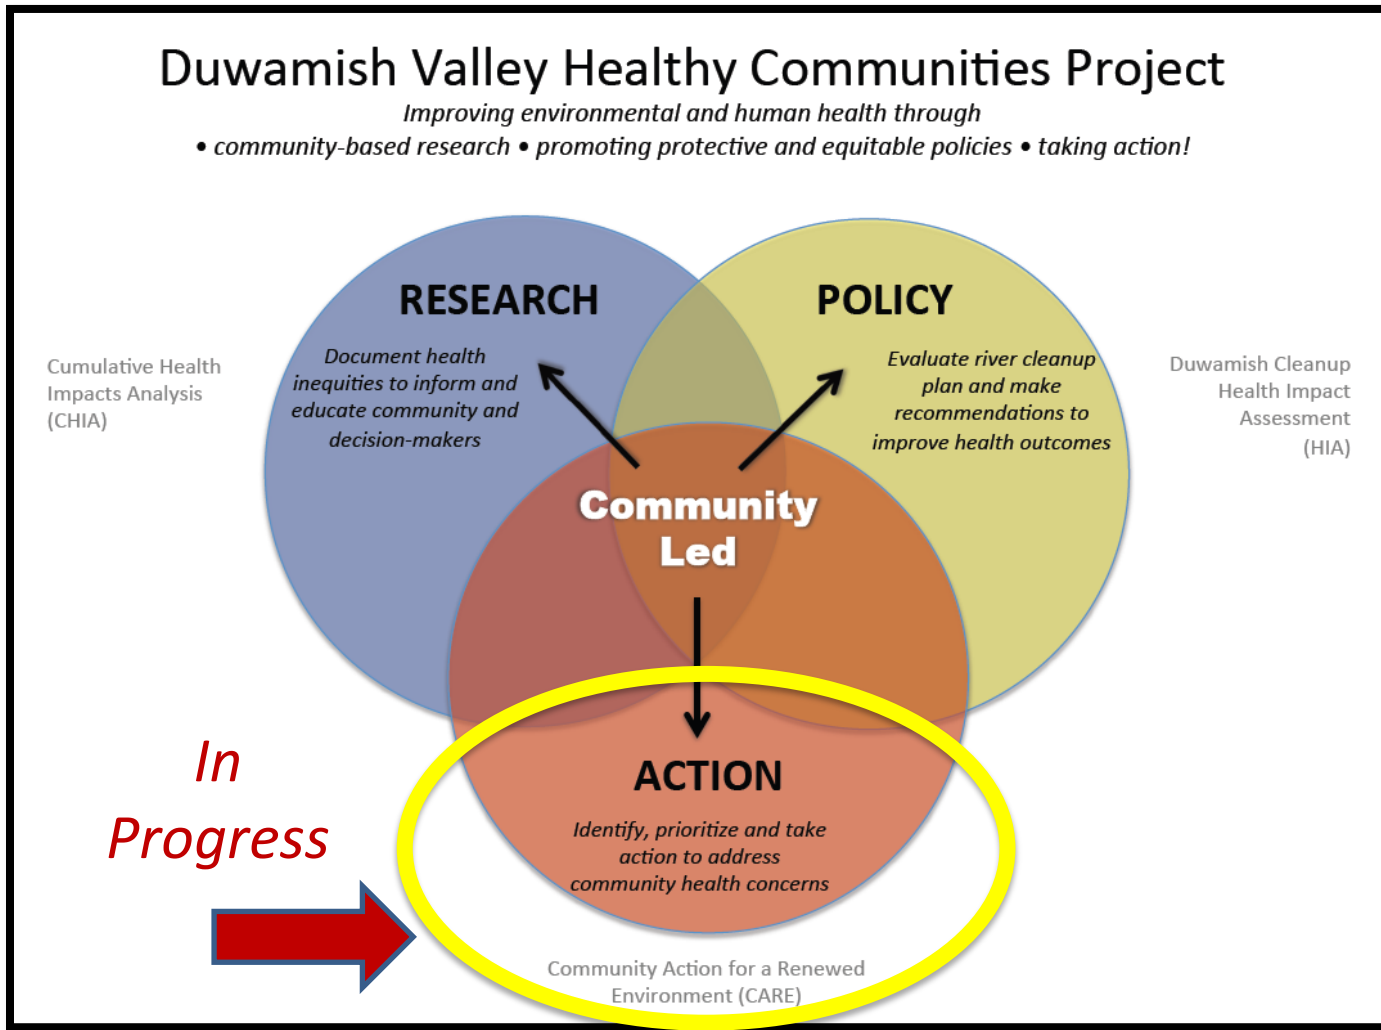 Duwamish Valley Healthy Communities Project
Improving environmental and human health through
• community-based research • promoting protective and equitable policies • taking action!
RESEARCH
Document health
inequities to inform and
educate community and
decision-makers
POLICY
Evaluate river cleanup
plan and make
recommendations to
improve health outcomes
Cumulative Health
Impacts Analysis
(CHIA)
Duwamish Cleanup
Health Impact
Assessment
(HIA)
Community
Led
In
Progress
ACTION
Identify, prioritize and take
action to address
community health concerns
Community Action for a Renewed
Environment (CARE)